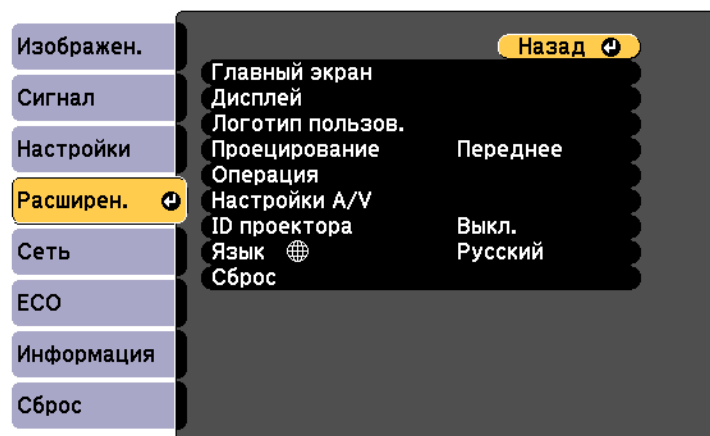 Изображен.
Сигнал
Настройки
Расширен.
Сеть
ECO
Информация
Сброс
Назад
Главный экран
Дисплей
Логотип пользов.
Проецирование Переднее
Операция
Настройки A/V
ID проектора Выкл.
Язык Русский
Сброс